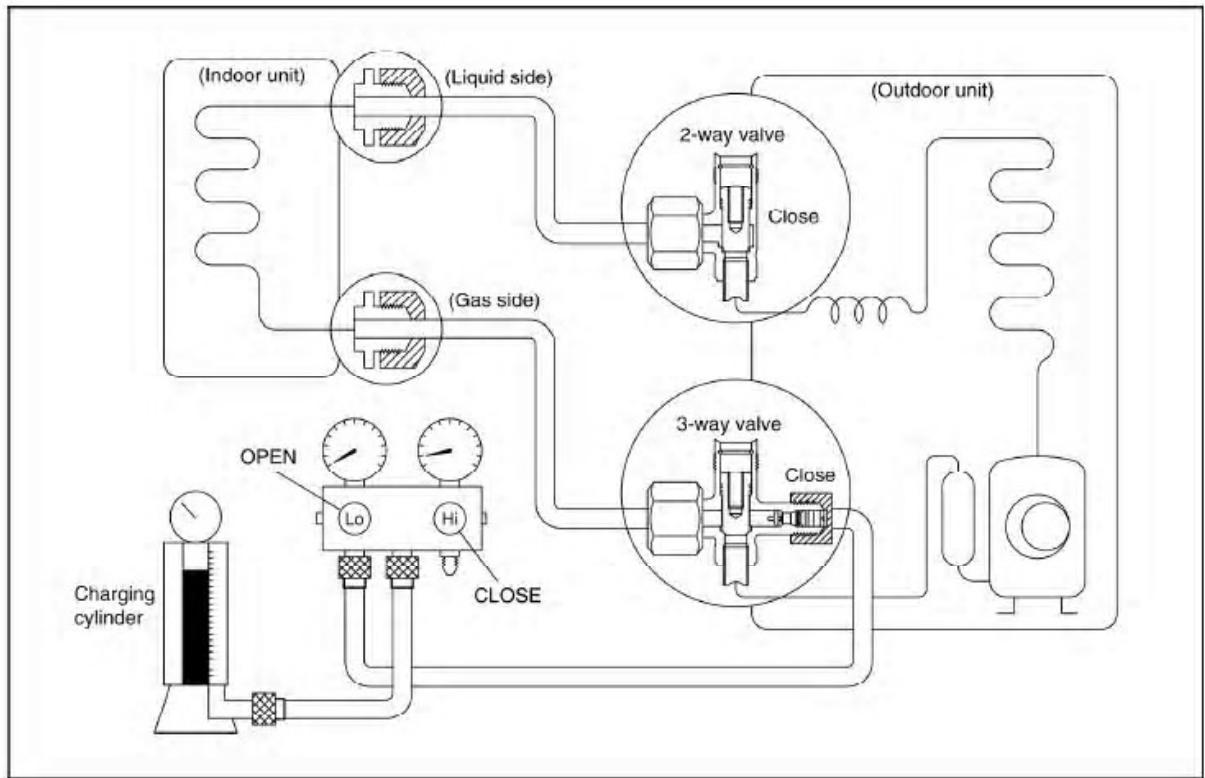 (Indoor unit)
(Liquid side)
(Outdoor unit)
2-way valve
Close
(Gas side)
3-way valve
Close
OPEN
Lo
Hi
CLOSE
Charging
cylinder